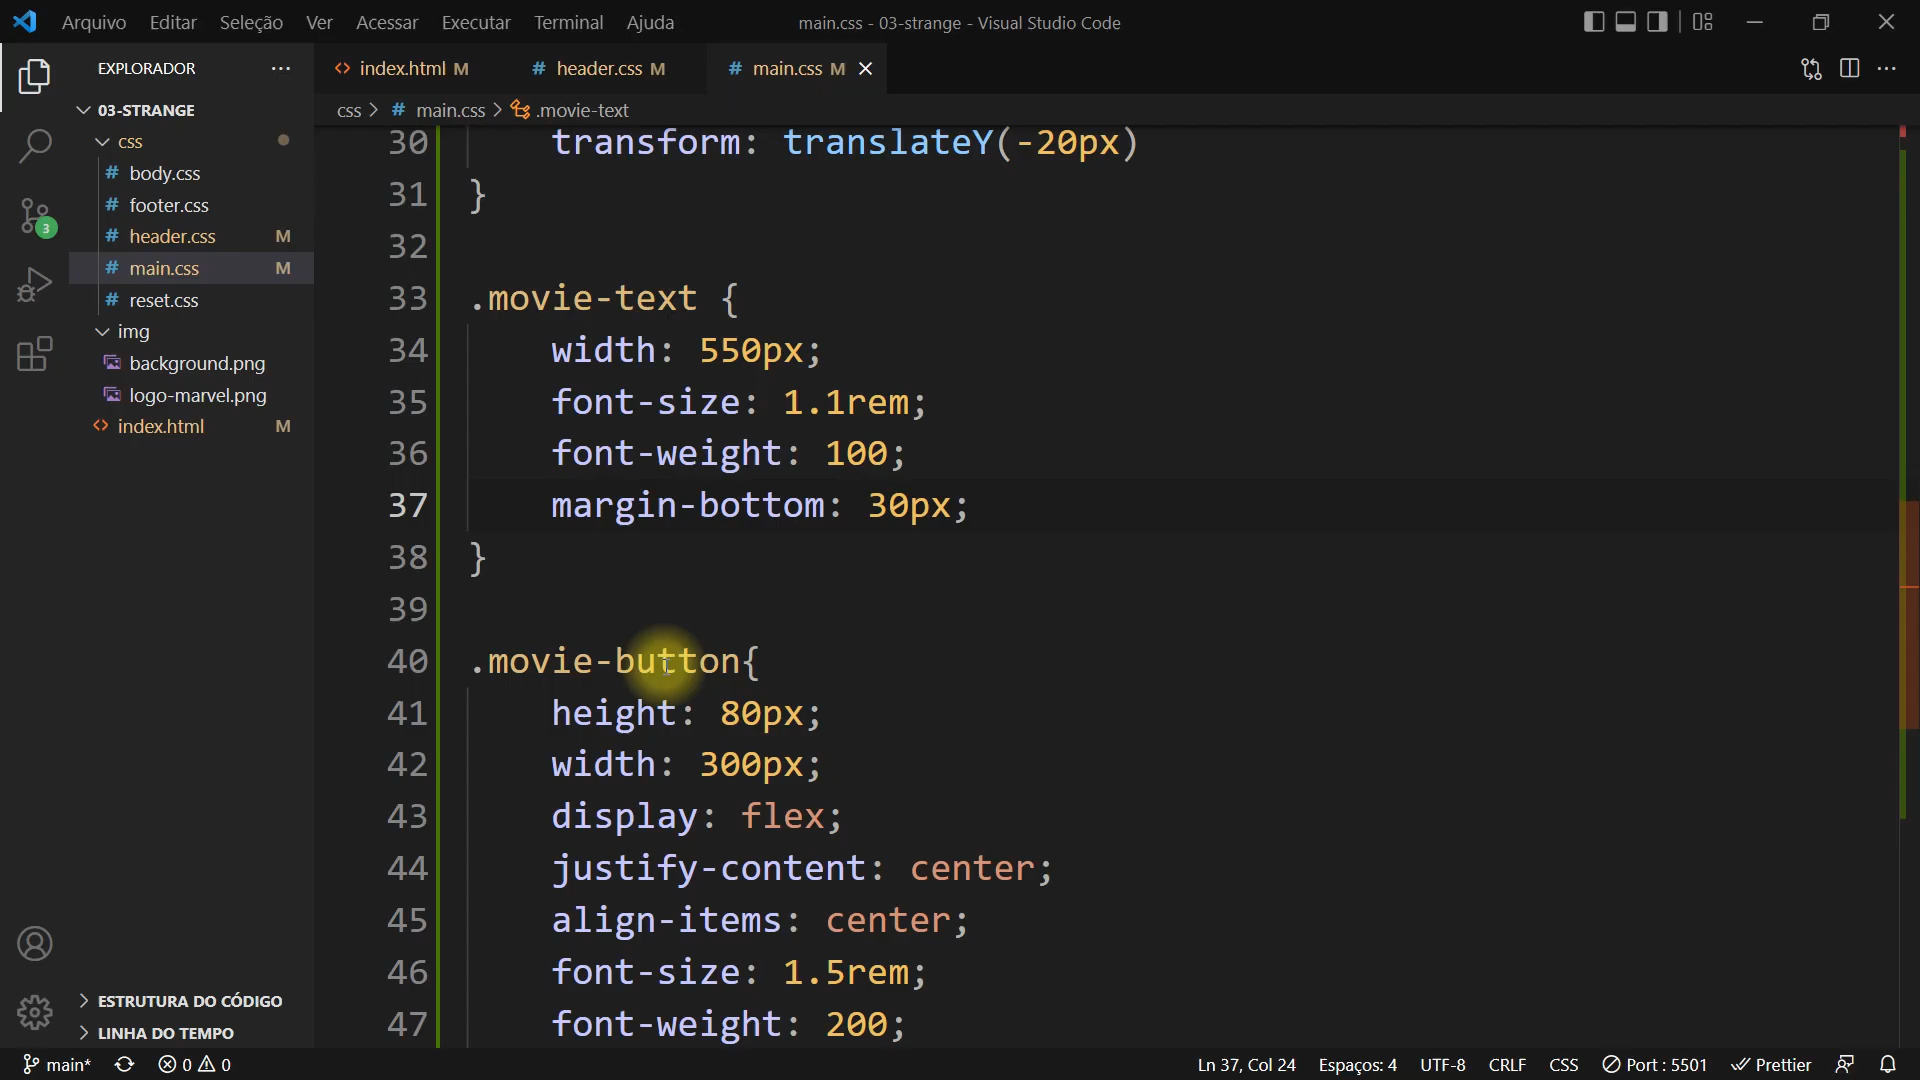 Arquivo Editar Seleção Ver Acessar Executar Terminal Ajuda
main.css - 03-strange - Visual Studio Code
EXPLORADOR
index.html M
header.css M
main.css M
03-STRANGE
css > # main.css > .movie-text
css
body.css
footer.css
header.css M
main.css M
reset.css
img
background.png
logo-marvel.png
index.html M
3
30 transform: translateY(-20px)
31 }
32
33 .movie-text {
34 width: 550px;
35 font-size: 1.1rem;
36 font-weight: 100;
37 margin-bottom: 30px;
38 }
39
40 .movie-button{
41 height: 80px;
42 width: 300px;
43 display: flex;
44 justify-content: center;
45 align-items: center;
46 font-size: 1.5rem;
47 font-weight: 200;
ESTRUTURA DO CÓDIGO
LINHA DO TEMPO
main* 0 0 Ln 37, Col 24 Espaços: 4 UTF-8 CRLF CSS Port : 5501 Prettier